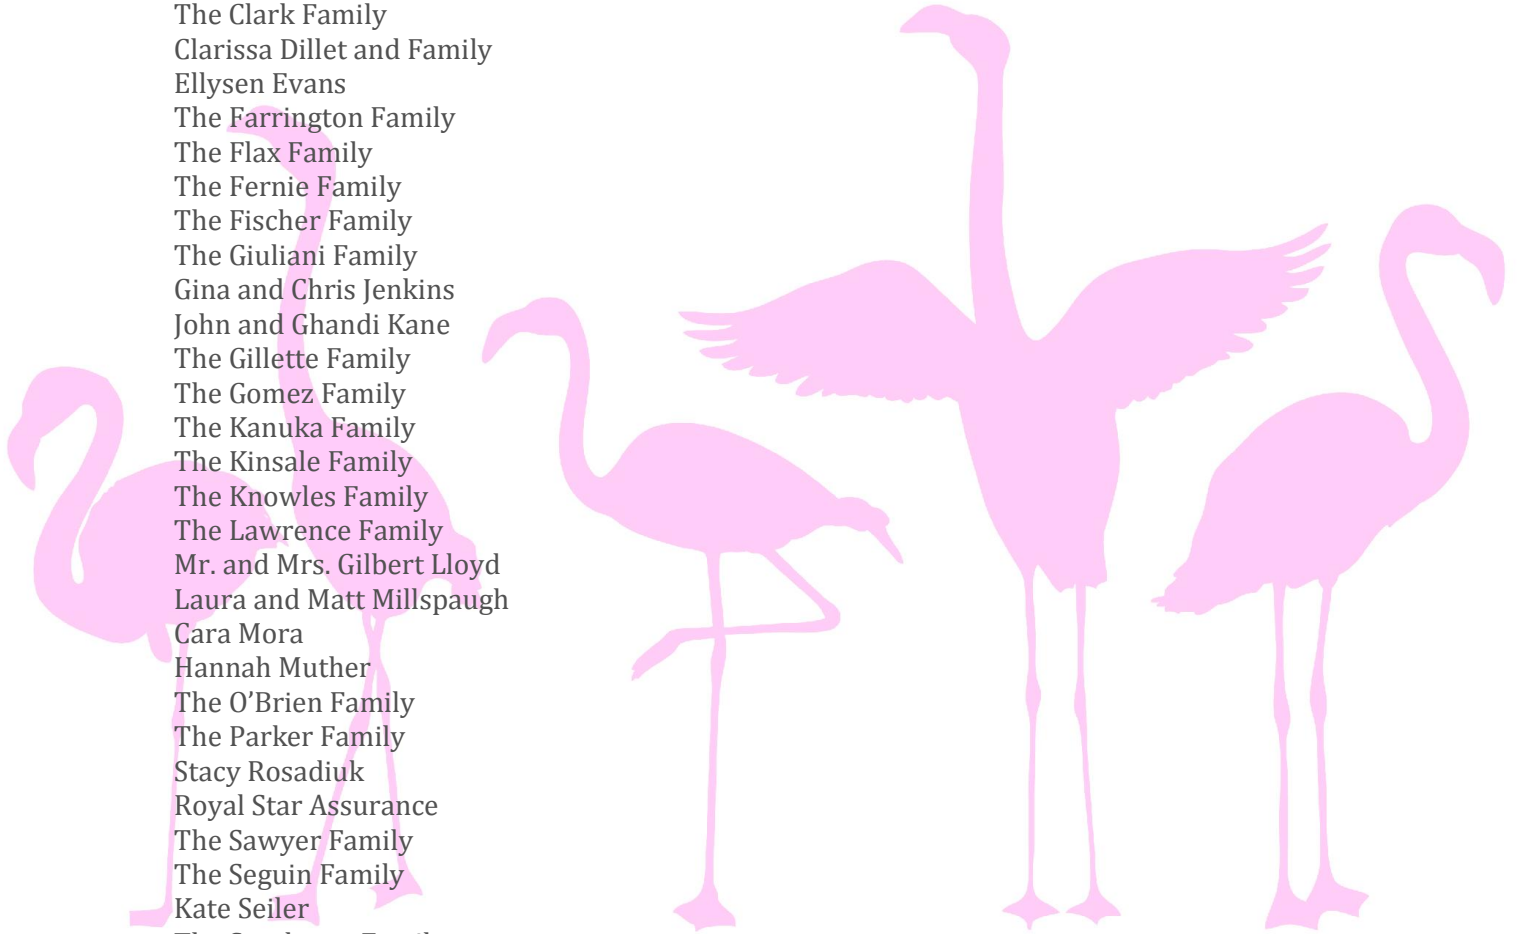 The Clark Family
Clarissa Dillet and Family
Ellysen Evans
The Farrington Family
The Flax Family
The Fernie Family
The Fischer Family
The Giuliani Family
Gina and Chris Jenkins
John and Ghandi Kane
The Gillette Family
The Gomez Family
The Kanuka Family
The Kinsale Family
The Knowles Family
The Lawrence Family
Mr. and Mrs. Gilbert Lloyd
Laura and Matt Millspaugh
Cara Mora
Hannah Muther
The O’Brien Family
The Parker Family
Stacy Rosadiuk
Royal Star Assurance
The Sawyer Family
The Seguin Family
Kate Seiler